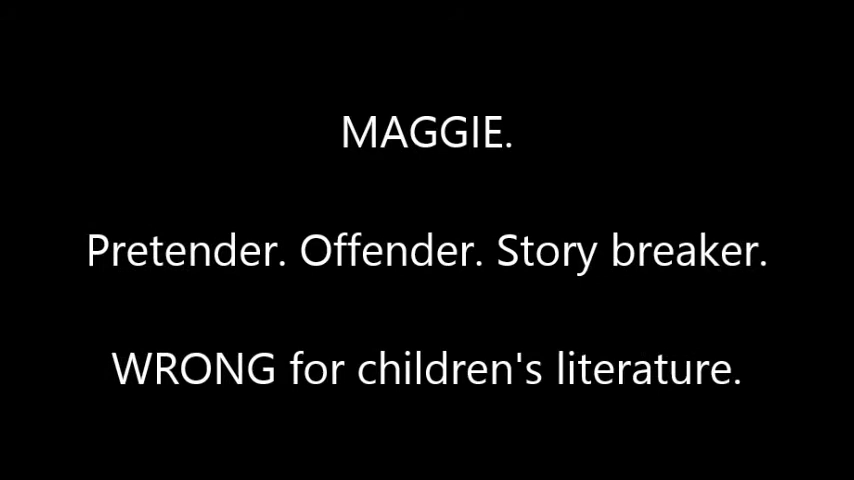 MAGGIE.
Pretender. Offender. Story breaker.
WRONG for children's literature.